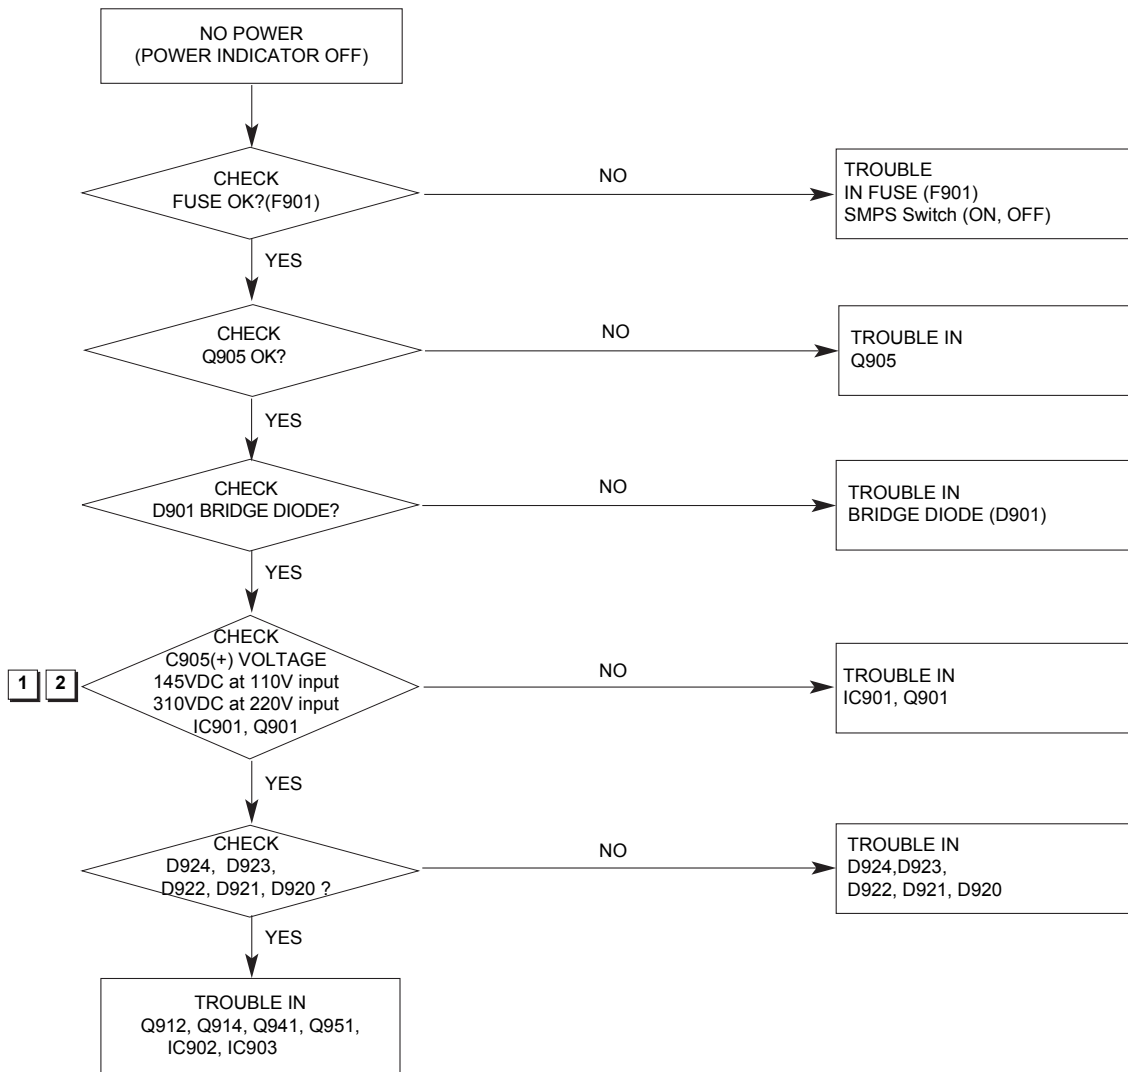 NO POWER
(POWER INDICATOR OFF)
CHECK
FUSE OK?(F901)
NO
TROUBLE
IN FUSE (F901)
SMPS Switch (ON, OFF)
YES
CHECK
Q905 OK?
NO
TROUBLE IN
Q905
YES
CHECK
D901 BRIDGE DIODE?
NO
TROUBLE IN
BRIDGE DIODE (D901)
YES
1 2
CHECK
C905(+) VOLTAGE
145VDC at 110V input
310VDC at 220V input
IC901, Q901
NO
TROUBLE IN
IC901, Q901
YES
CHECK
D924, D923,
D922, D921, D920 ?
NO
TROUBLE IN
D924,D923,
D922, D921, D920
YES
TROUBLE IN
Q912, Q914, Q941, Q951,
IC902, IC903